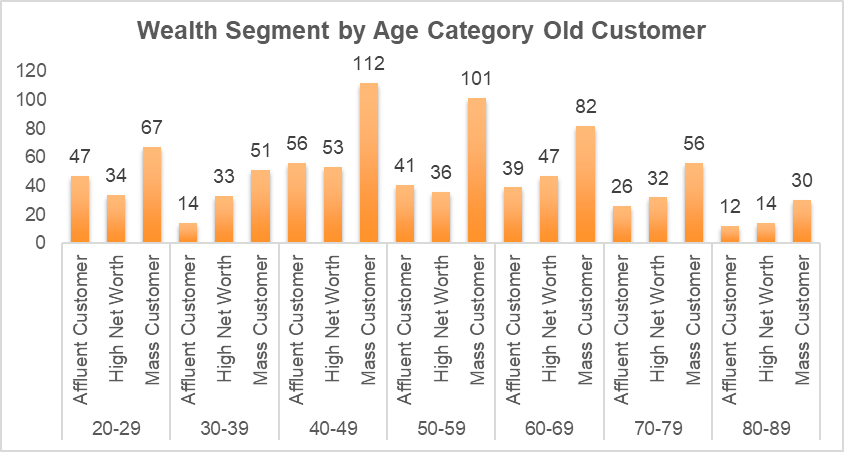 Wealth Segment by Age Category Old Customer
120
100
80
60
40
20
0
47
34
67
14
33
51
56
53
112
41
36
101
39
47
82
26
32
56
12
14
30
Affluent Customer
High Net Worth
Mass Customer
Affluent Customer
High Net Worth
Mass Customer
Affluent Customer
High Net Worth
Mass Customer
Affluent Customer
High Net Worth
Mass Customer
Affluent Customer
High Net Worth
Mass Customer
Affluent Customer
High Net Worth
Mass Customer
Affluent Customer
High Net Worth
Mass Customer
20-29
30-39
40-49
50-59
60-69
70-79
80-89